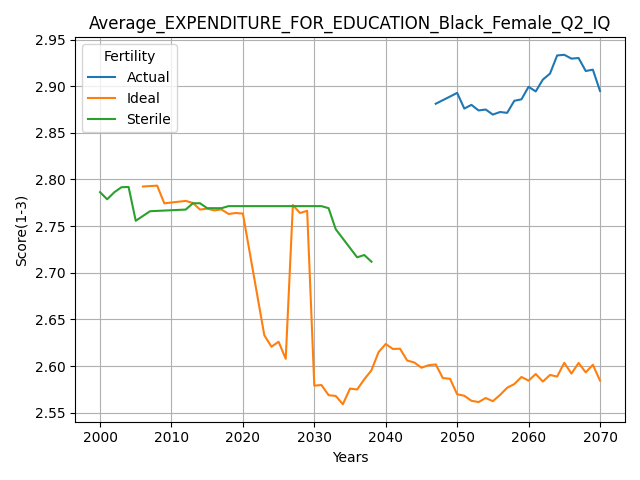 Average_EXPENDITURE_FOR_EDUCATION_Black_Female_Q2_IQ
Fertility
Actual
Ideal
Sterile
Score(1-3)
2.95
2.90
2.85
2.80
2.75
2.70
2.65
2.60
2.55
2000 2010 2020 2030 2040 2050 2060 2070
Years